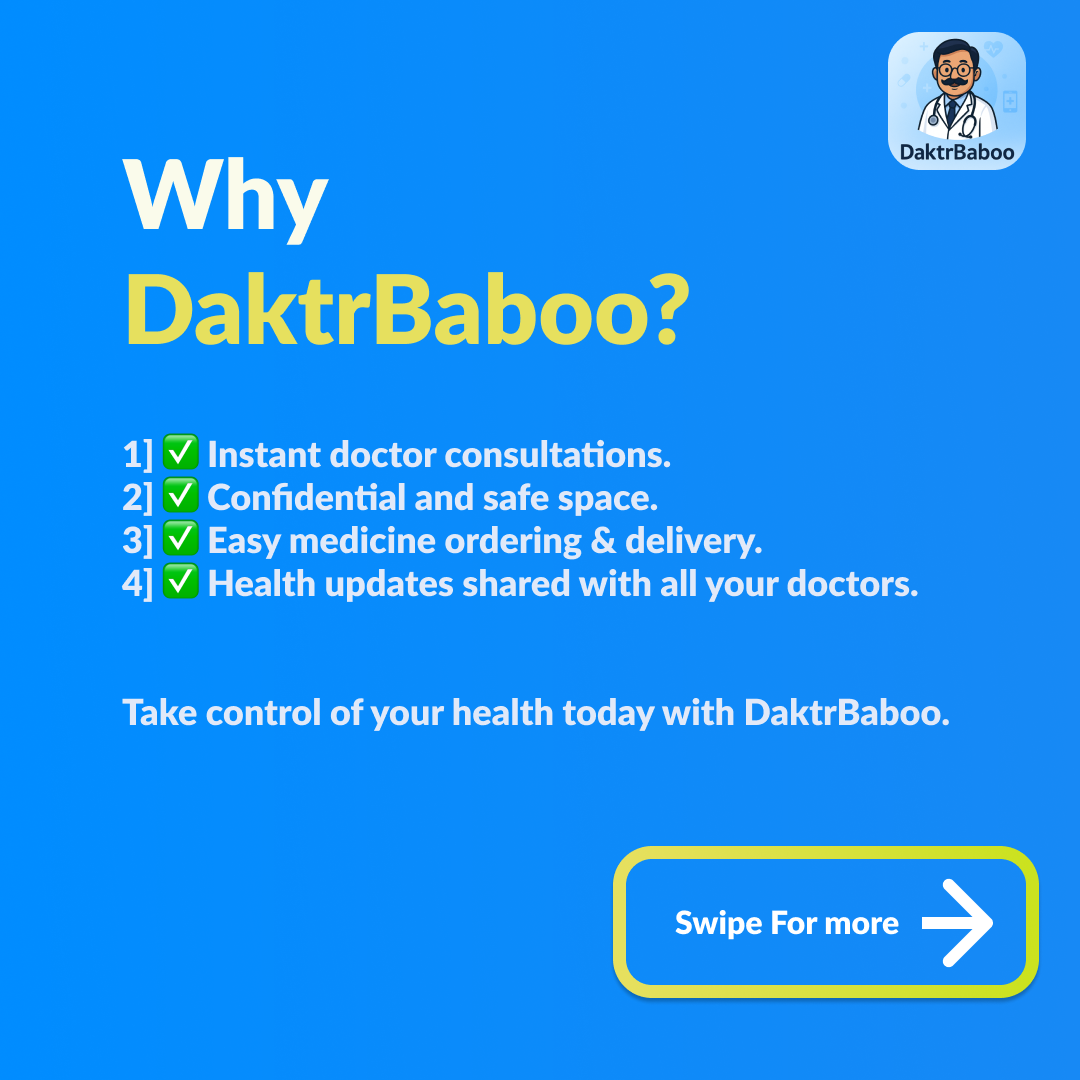 DaktrBaboo
Why
DaktrBaboo?
1] ✅ Instant doctor consultations.
2] ✅ Confidential and safe space.
3] ✅ Easy medicine ordering & delivery.
4] ✅ Health updates shared with all your doctors.
Take control of your health today with DaktrBaboo.
Swipe For more